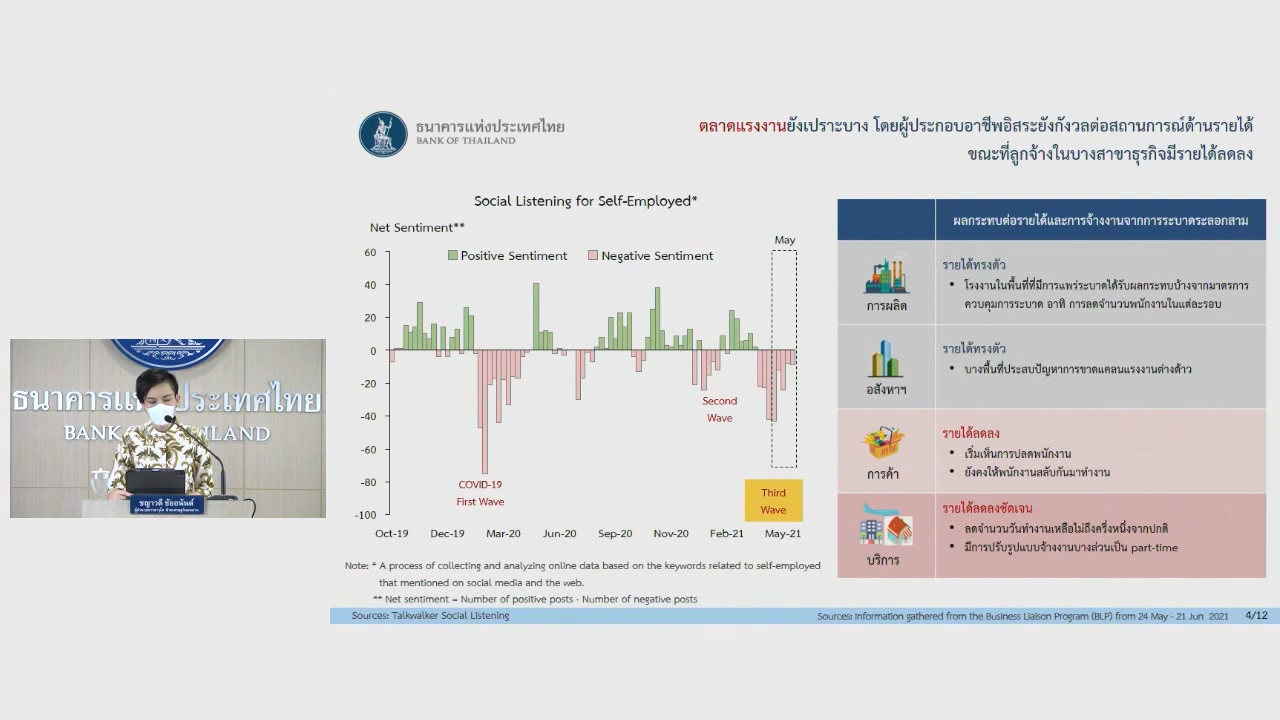 ธนาคารแห่งประเทศไทย
BANK OF THAILAND
ตลาดแรงงานยังเปราะบาง โดยผู้ประกอบอาชีพอิสระยังกังวลต่อสถานการณ์ด้านรายได้
ขณะที่ลูกจ้างในบางสาขาธุรกิจมีรายได้ลดลง
Social Listening for Self-Employed*
Net Sentiment**
May
Positive Sentiment
Negative Sentiment
60
40
20
0
-20
-40
-60
-80
-100
Second
Wave
COVID-19
First Wave
Third
Wave
Oct-19 Dec-19 Mar-20 Jun-20 Sep-20 Nov-20 Feb-21 May-21
Note: * A process of collecting and analyzing online data based on the keywords related to self-employed
that mentioned on social media and the web.
** Net sentiment = Number of positive posts - Number of negative posts
Sources: Talkwalker Social Listening
ผลกระทบต่อรายได้และการจ้างงานจากการระบาดระลอกสาม
การผลิต
รายได้ทรงตัว
• โรงงานในพื้นที่ที่มีการแพร่ระบาดได้รับผลกระทบบ้างจากมาตรการ
ควบคุมการระบาด อาทิ การลดจำนวนพนักงานในแต่ละรอบ
อสังหาฯ
รายได้ทรงตัว
• บางพื้นที่ประสบปัญหาการขาดแคลนแรงงานต่างด้าว
การค้า
รายได้ลดลง
• เริ่มเห็นการปลดพนักงาน
• ยังคงให้พนักงานสลับกันมาทำงาน
บริการ
รายได้ลดลงชัดเจน
• ลดจำนวนวันทำงานเหลือไม่ถึงครึ่งหนึ่งจากปกติ
• มีการปรับรูปแบบจ้างงานบางส่วนเป็น part-time
Sources: Information gathered from the Business Liaison Program (BLP) from 24 May - 21 Jun 2021
4/12
ธนาคารแห่งประเทศไทย
BANK OF THAILAND
ชญาวดี ชัยอนันต์